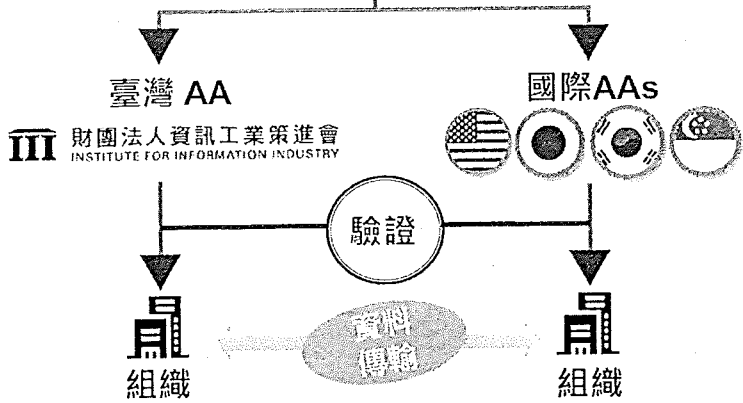 臺灣 AA
國際AAs
財團法人資訊工業策進會
INSTITUTE FOR INFORMATION INDUSTRY
驗證
資料
傳輸
組織
組織